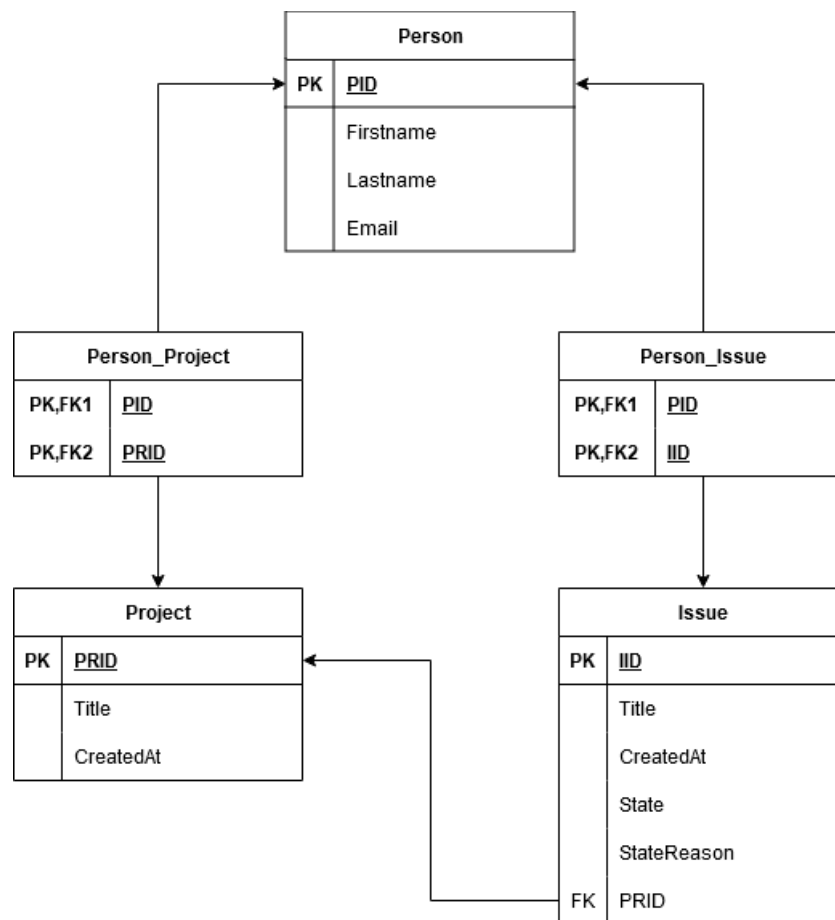 Person
PK PID
Firstname
Lastname
Email
Person_Project
PK,FK1 PID
PK,FK2 PRID
Person_Issue
PK,FK1 PID
PK,FK2 IID
Project
PK PRID
Title
CreatedAt
Issue
PK IID
Title
CreatedAt
State
StateReason
FK PRID